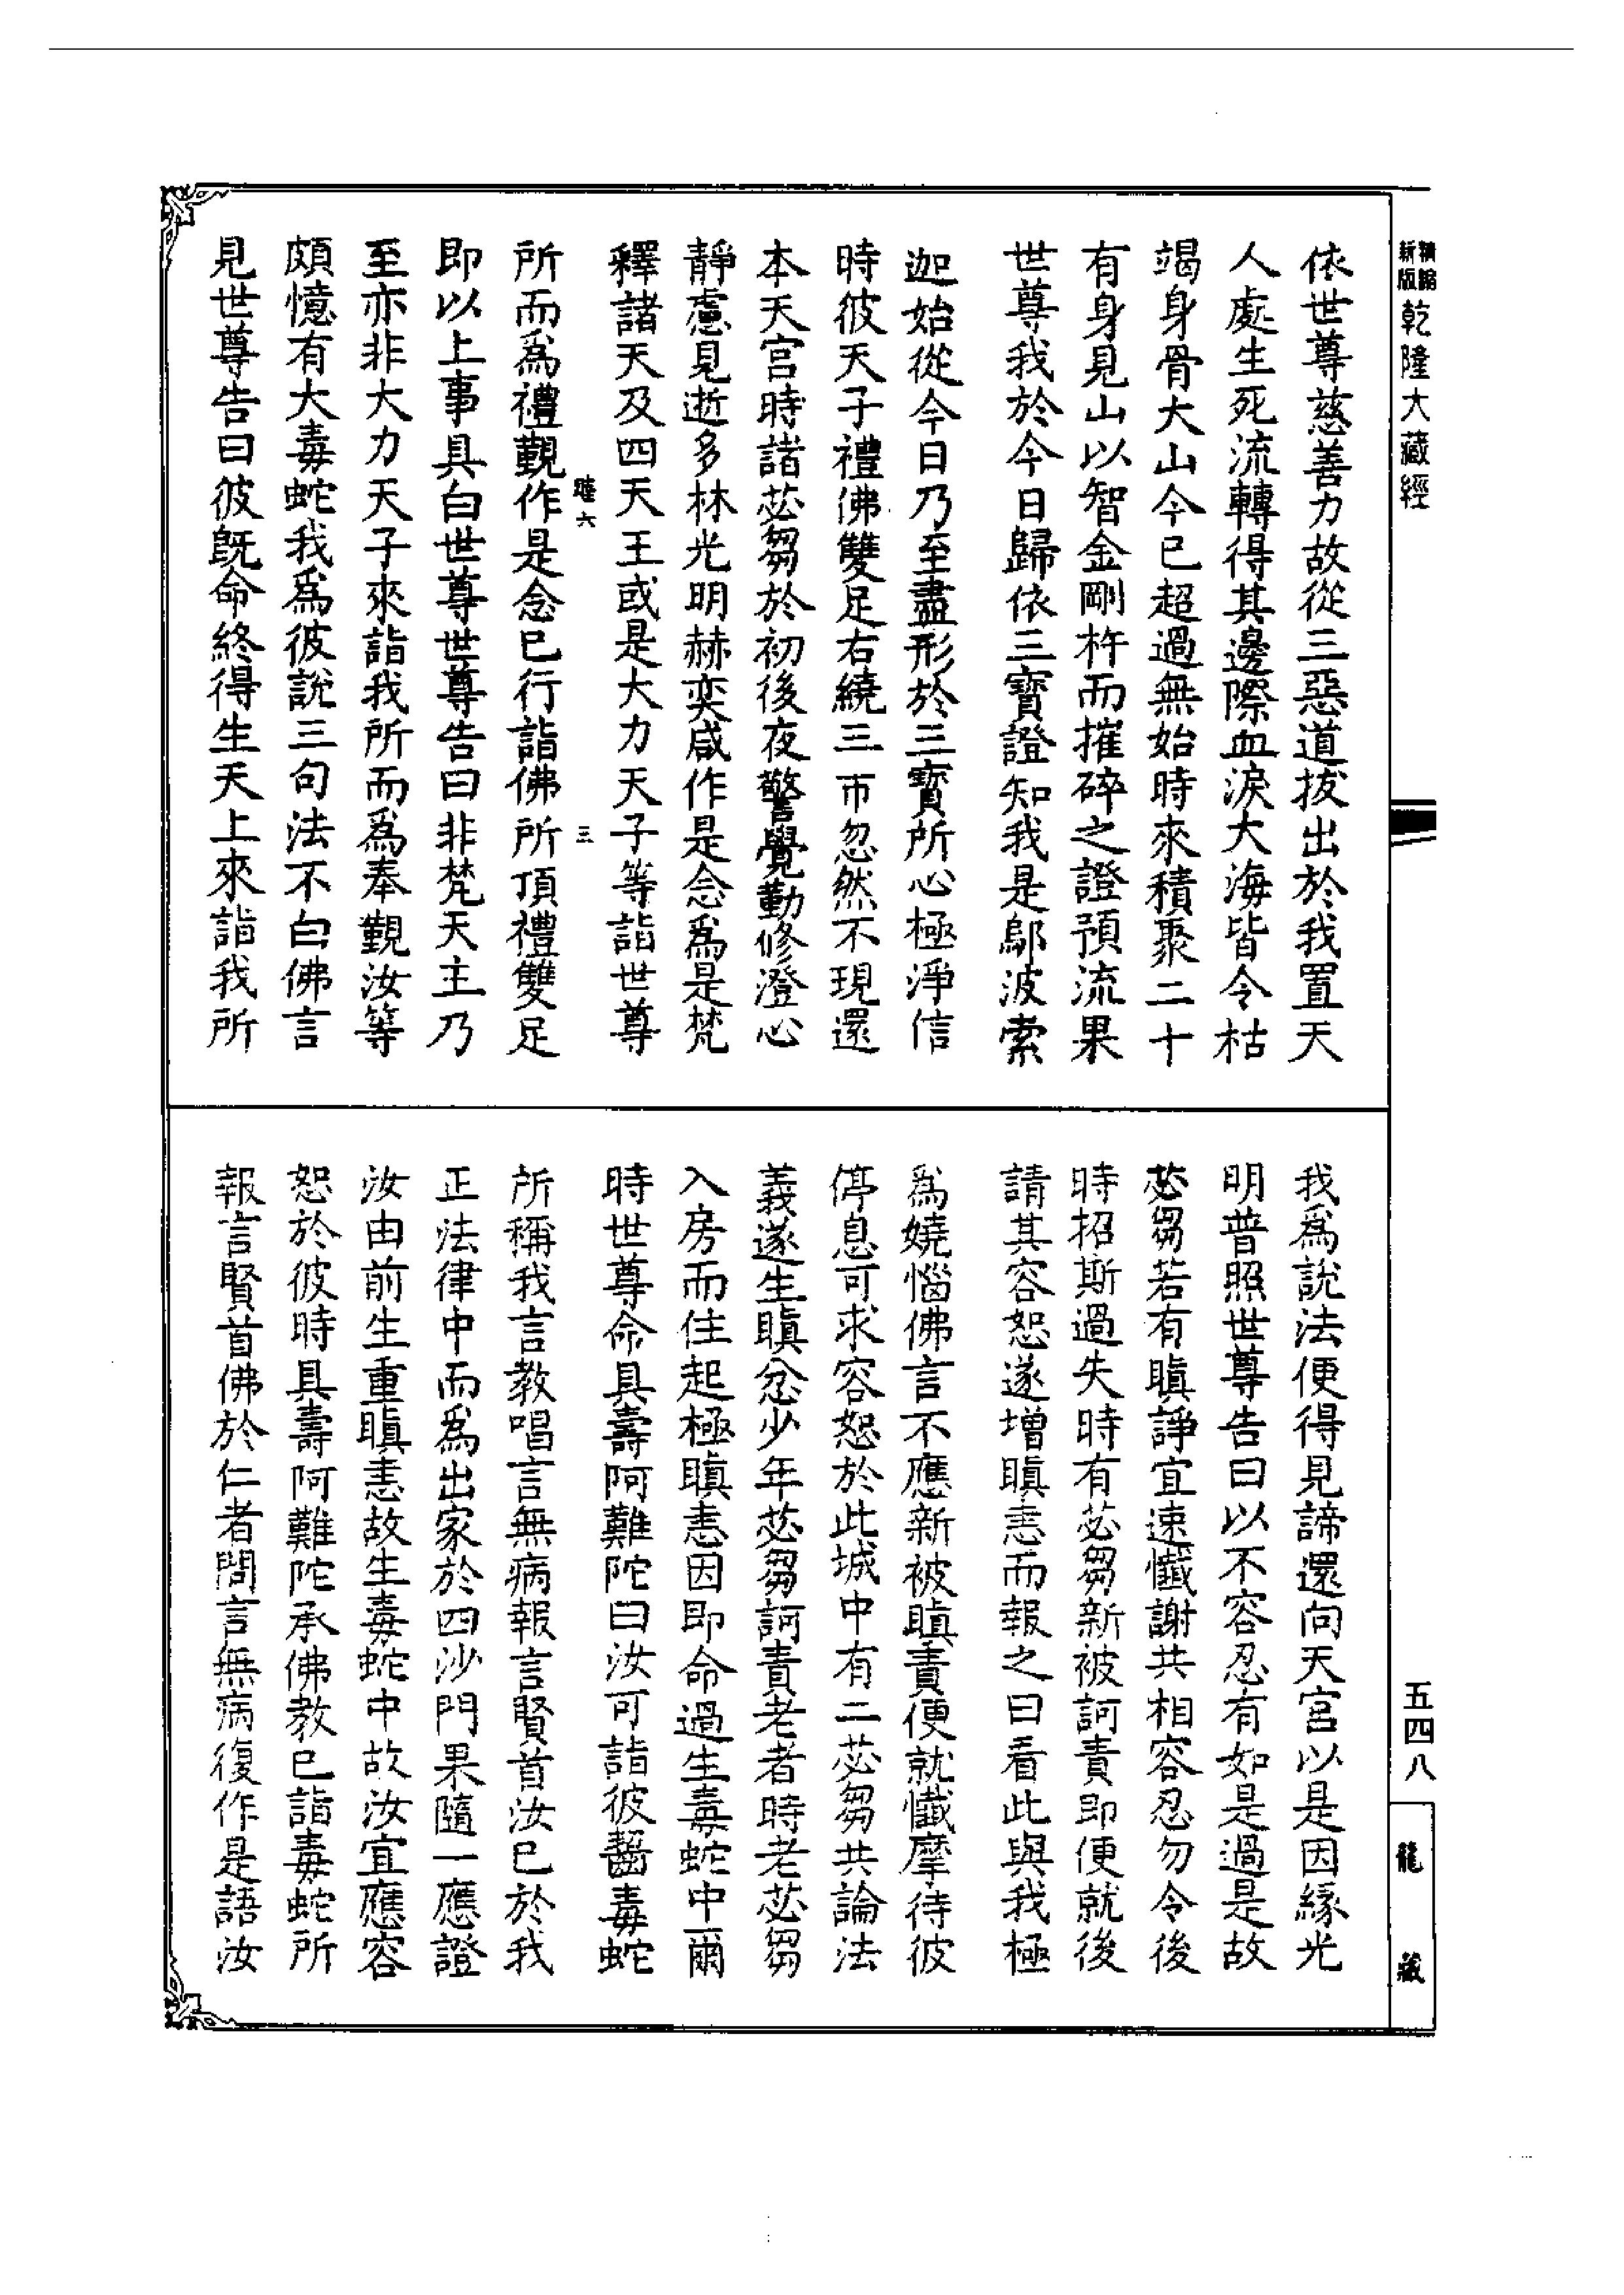 新版精縮乾隆大藏經
依世尊慈善力故從三惡道拔出於我置天
人處生死流轉得其邊際血淚大海皆令枯
竭身骨大山今已超過無始時來積聚二十
有身見山以智金剛杵而摧碎之證預流果
世尊我於今日歸依三寶證知我是鄔波索
迦始從今日乃至盡形於三寶所心極淨信
時彼天子禮佛雙足右繞三帀忽然不現還
本天宮時諸苾芻於初後夜警覺勤修澄心
靜慮見逝多林光明赫奕咸作是念爲是梵
釋諸天及四天王或是大力天子等詣世尊
六 三
所而爲禮覲作是念已行詣佛所頂禮雙足
即以上事具白世尊世尊告曰非梵天主乃
至亦非大力天子來詣我所而爲奉覲汝等
頗憶有大毒蛇我爲彼說三句法不白佛言
見世尊告曰彼旣命終得生天上來詣我所
我爲說法便得見諦還向天宮以是因緣光
明普照世尊告曰以不容忍有如是過是故
苾芻若有瞋諍宜速懺謝共相容忍勿令後
時招斯過失時有苾芻新被訶責即便就後
請其容恕遂增瞋恚而報之曰看此與我極
爲嬈惱佛言不應新被瞋責便就懺摩待彼
停息可求容恕於此城中有二苾芻共論法
義遂生瞋忿少年苾芻訶責老者時老苾芻
入房而住起極瞋恚因即命過生毒蛇中爾
時世尊命具壽阿難陀曰汝可詣彼齧毒蛇
所稱我言教唱言無病報言賢首汝已於我
正法律中而爲出家於四沙門果隨一應證
汝由前生重瞋恚故生毒蛇中故汝宜應容
恕於彼時具壽阿難陀承佛教已詣毒蛇所
報言賢首佛於仁者問言無病復作是語汝
五四八
龍藏